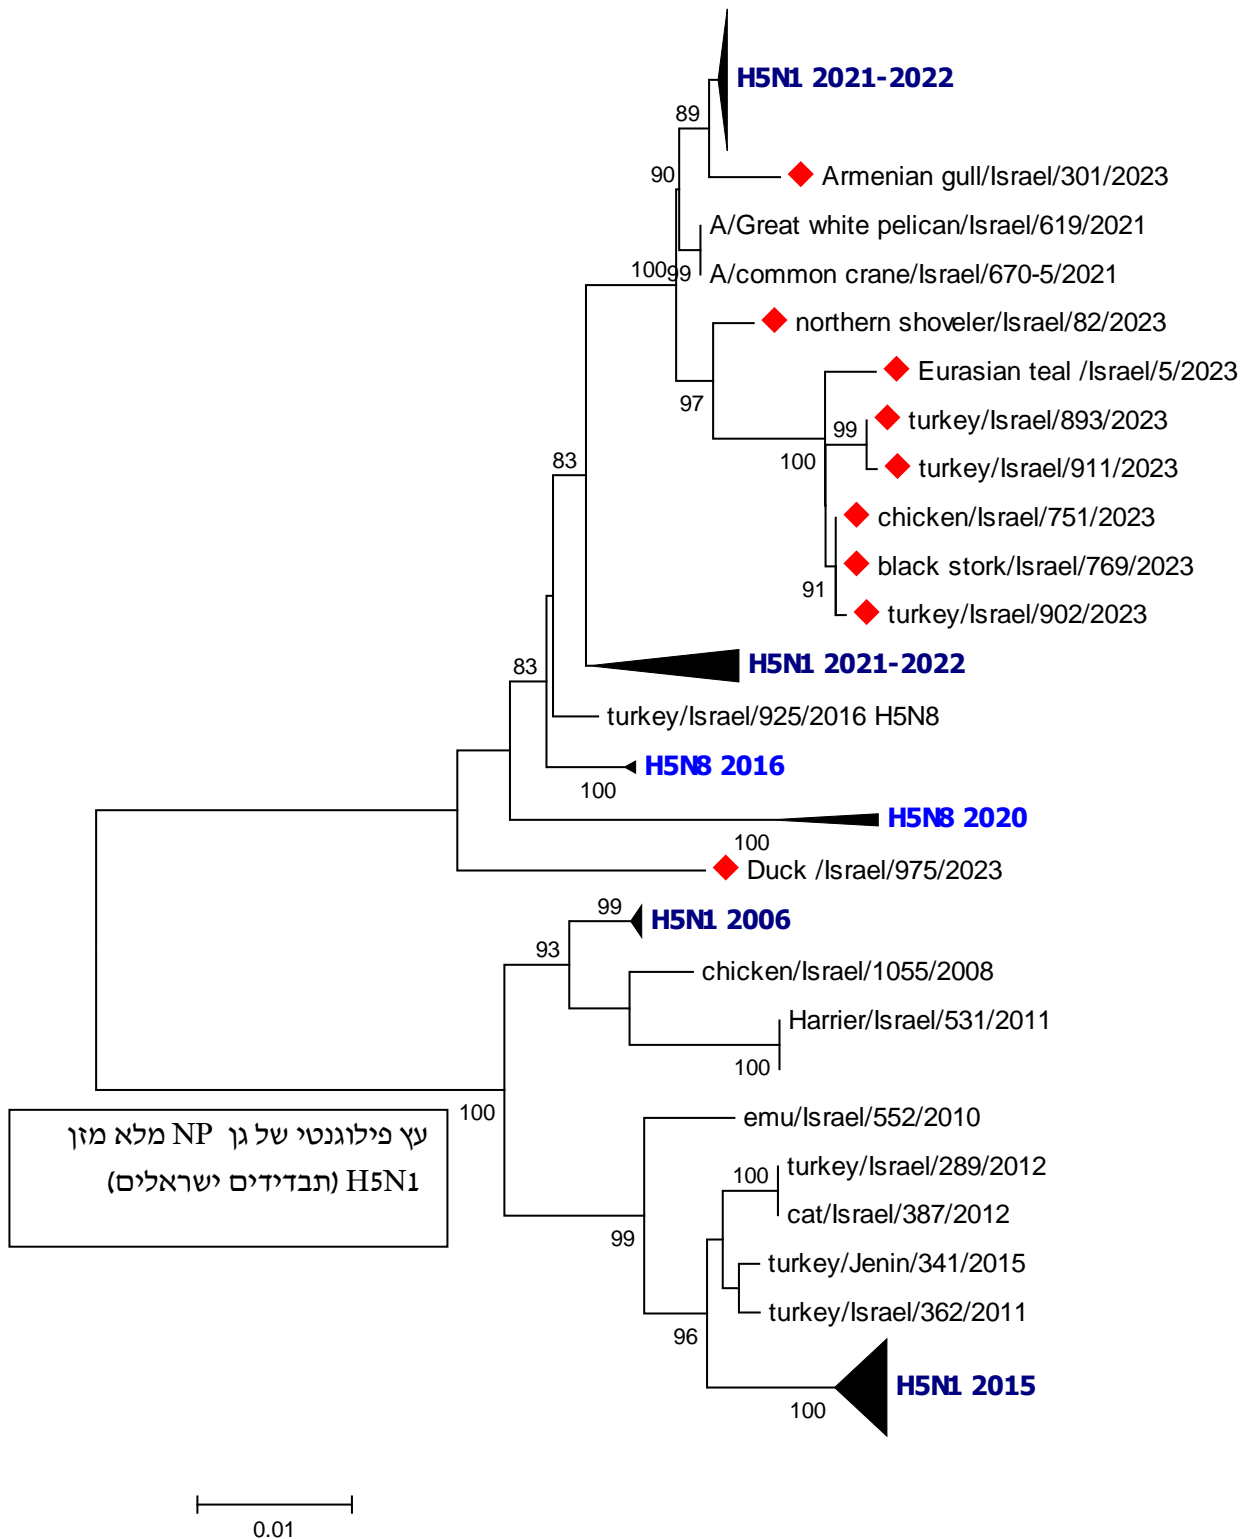 H5N1 2021-2022
89
Armenian gull/Israel/301/2023
90
A/Great white pelican/Israel/619/2021
100
99
A/common crane/Israel/670-5/2021
northern shoveler/Israel/82/2023
Eurasian teal /Israel/5/2023
97
turkey/Israel/893/2023
99
100
turkey/Israel/911/2023
83
chicken/Israel/751/2023
black stork/Israel/769/2023
91
turkey/Israel/902/2023
83
H5N1 2021-2022
turkey/Israel/925/2016 H5N8
H5N8 2016
100
H5N8 2020
100
Duck /Israel/975/2023
99
H5N1 2006
93
chicken/Israel/1055/2008
Harrier/Israel/531/2011
100
100
emu/Israel/552/2010
עץ פילוגנטי של גן NP מלא מזן
H5N1 (תבדידים ישראלים)
100
turkey/Israel/289/2012
cat/Israel/387/2012
99
turkey/Jenin/341/2015
turkey/Israel/362/2011
96
H5N1 2015
100
0.01